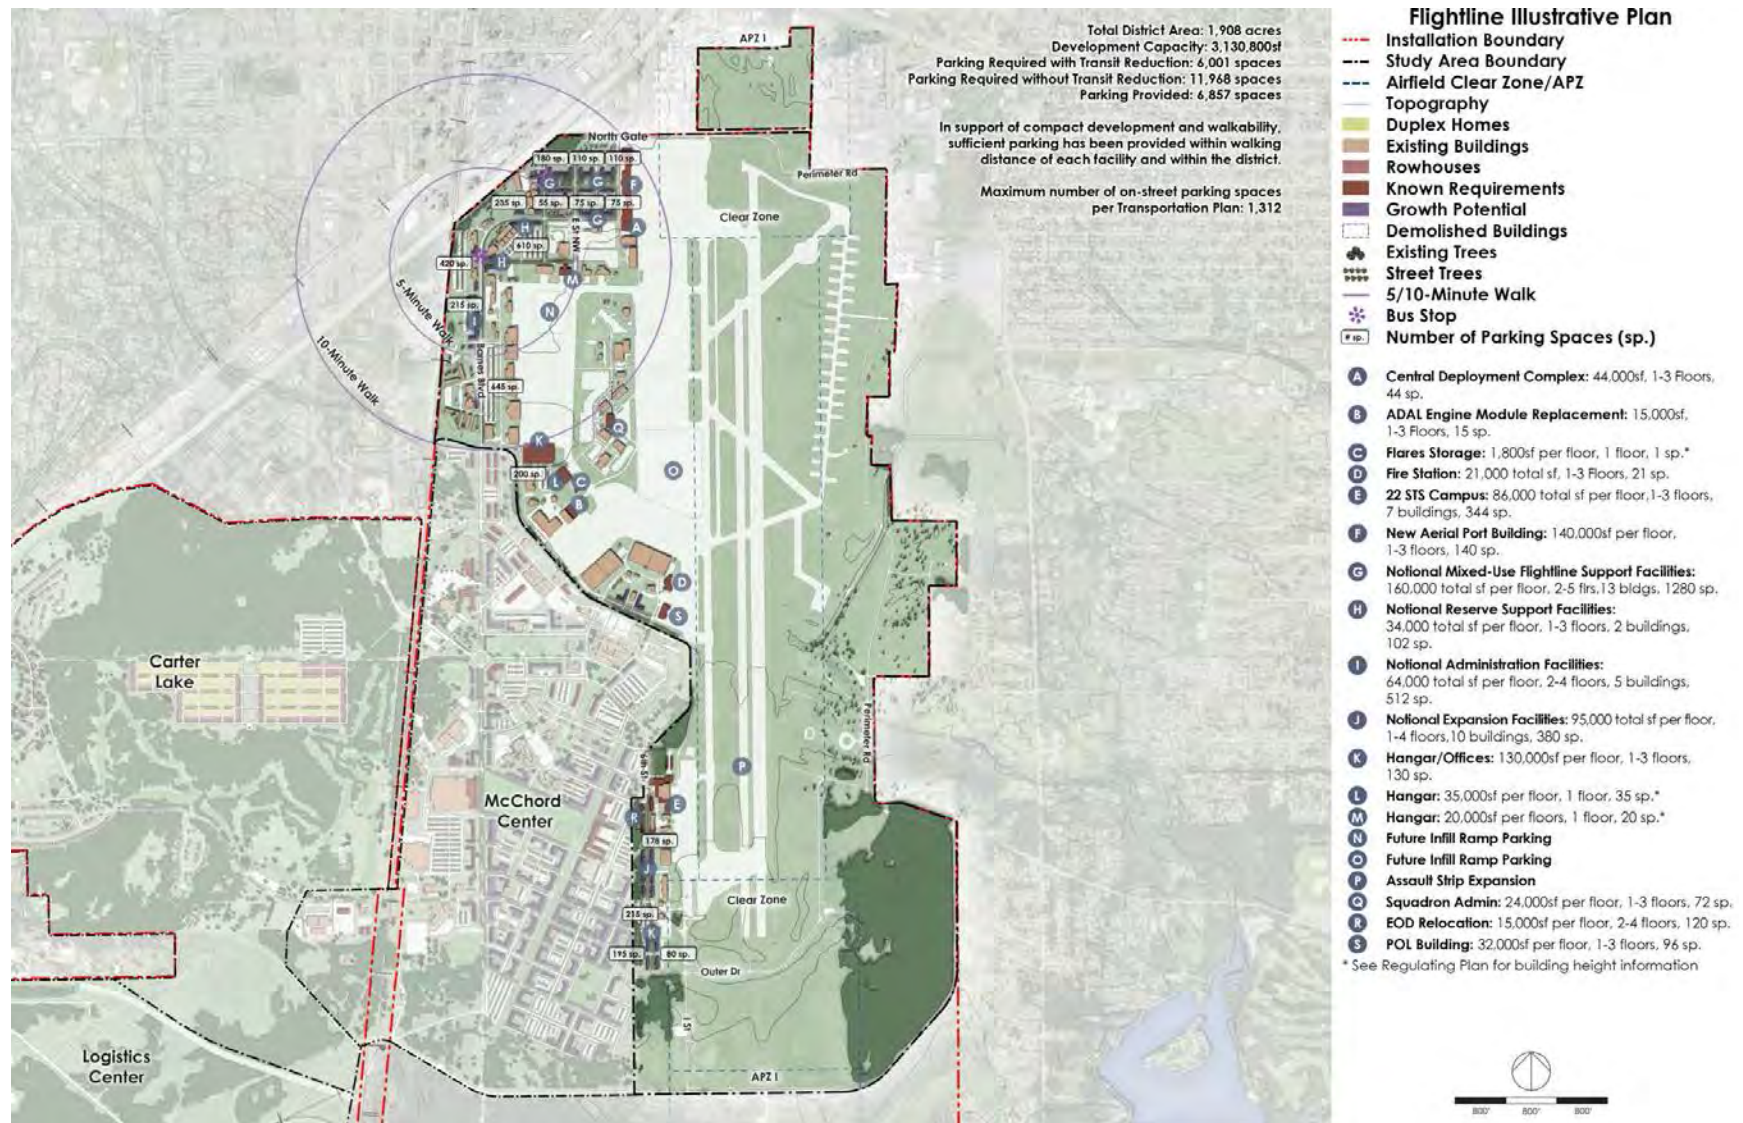 APZ I
Total District Area: 1,908 acres
Development Capacity: 3,130,800sf
Parking Required with Transit Reduction: 6,001 spaces
Parking Required without Transit Reduction: 11,968 spaces
Parking Provided: 6,857 spaces
In support of compact development and walkability,
sufficient parking has been provided within walking
distance of each facility and within the district.
Maximum number of on-street parking spaces
per Transportation Plan: 1,312
North Gate
180 sp.
110 sp.
110 sp.
Perimeter Rd
G
G
F
235 sp.
55 sp.
75 sp.
75 sp.
Clear Zone
G
H
A
E St NW
610 sp.
420 sp.
H
M
5-Minute Walk
215 sp.
N
I
10-Minute Walk
Barnes Blvd
645 sp.
Q
K
O
200 sp.
L
C
B
D
S
Carter
Lake
Perimeter Rd
P
McChord
Center
E
R
178 sp.
J
Clear Zone
215 sp.
K
195 sp.
80 sp.
Outer Dr
I St
Logistics
Center
APZ I
Flightline Illustrative Plan
Installation Boundary
Study Area Boundary
Airfield Clear Zone/APZ
Topography
Duplex Homes
Existing Buildings
Rowhouses
Known Requirements
Growth Potential
Demolished Buildings
Existing Trees
Street Trees
5/10-Minute Walk
Bus Stop
# sp. Number of Parking Spaces (sp.)
A Central Deployment Complex: 44,000sf, 1-3 Floors,
44 sp.
B ADAL Engine Module Replacement: 15,000sf,
1-3 Floors, 15 sp.
C Flares Storage: 1,800sf per floor, 1 floor, 1 sp.*
D Fire Station: 21,000 total sf, 1-3 Floors, 21 sp.
E 22 STS Campus: 86,000 total sf per floor,1-3 floors,
7 buildings, 344 sp.
F New Aerial Port Building: 140,000sf per floor,
1-3 floors, 140 sp.
G Notional Mixed-Use Flightline Support Facilities:
160,000 total sf per floor, 2-5 flrs,13 bldgs, 1280 sp.
H Notional Reserve Support Facilities:
34,000 total sf per floor, 1-3 floors, 2 buildings,
102 sp.
I Notional Administration Facilities:
64,000 total sf per floor, 2-4 floors, 5 buildings,
512 sp.
J Notional Expansion Facilities: 95,000 total sf per floor,
1-4 floors,10 buildings, 380 sp.
K Hangar/Offices: 130,000sf per floor, 1-3 floors,
130 sp.
L Hangar: 35,000sf per floor, 1 floor, 35 sp.*
M Hangar: 20,000sf per floors, 1 floor, 20 sp.*
N Future Infill Ramp Parking
O Future Infill Ramp Parking
P Assault Strip Expansion
Q Squadron Admin: 24,000sf per floor, 1-3 floors, 72 sp.
R EOD Relocation: 15,000sf per floor, 2-4 floors, 120 sp.
S POL Building: 32,000sf per floor, 1-3 floors, 96 sp.
* See Regulating Plan for building height information
800' 800' 800'